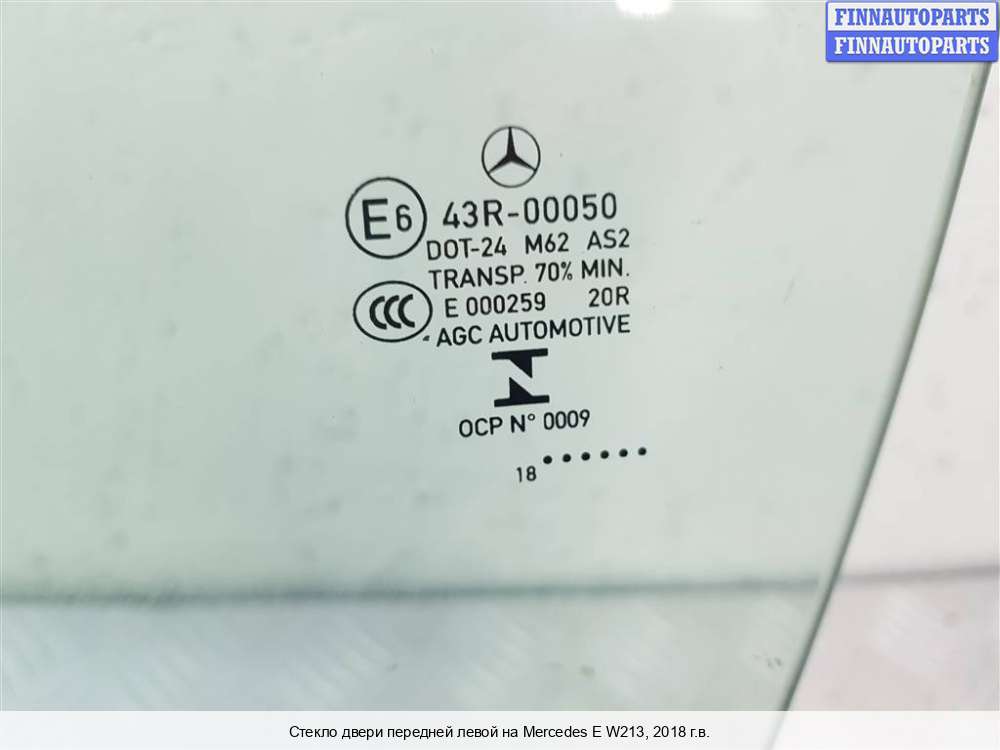 FINNAUTOPARTS
FINNAUTOPARTS
E6 43R-00050
DOT-24 M62 AS2
TRANSP. 70% MIN.
CCC E 000259 20R
AGC AUTOMOTIVE
N
OCP N° 0009
18 ••••••
Стекло двери передней левой на Mercedes E W213, 2018 г.в.